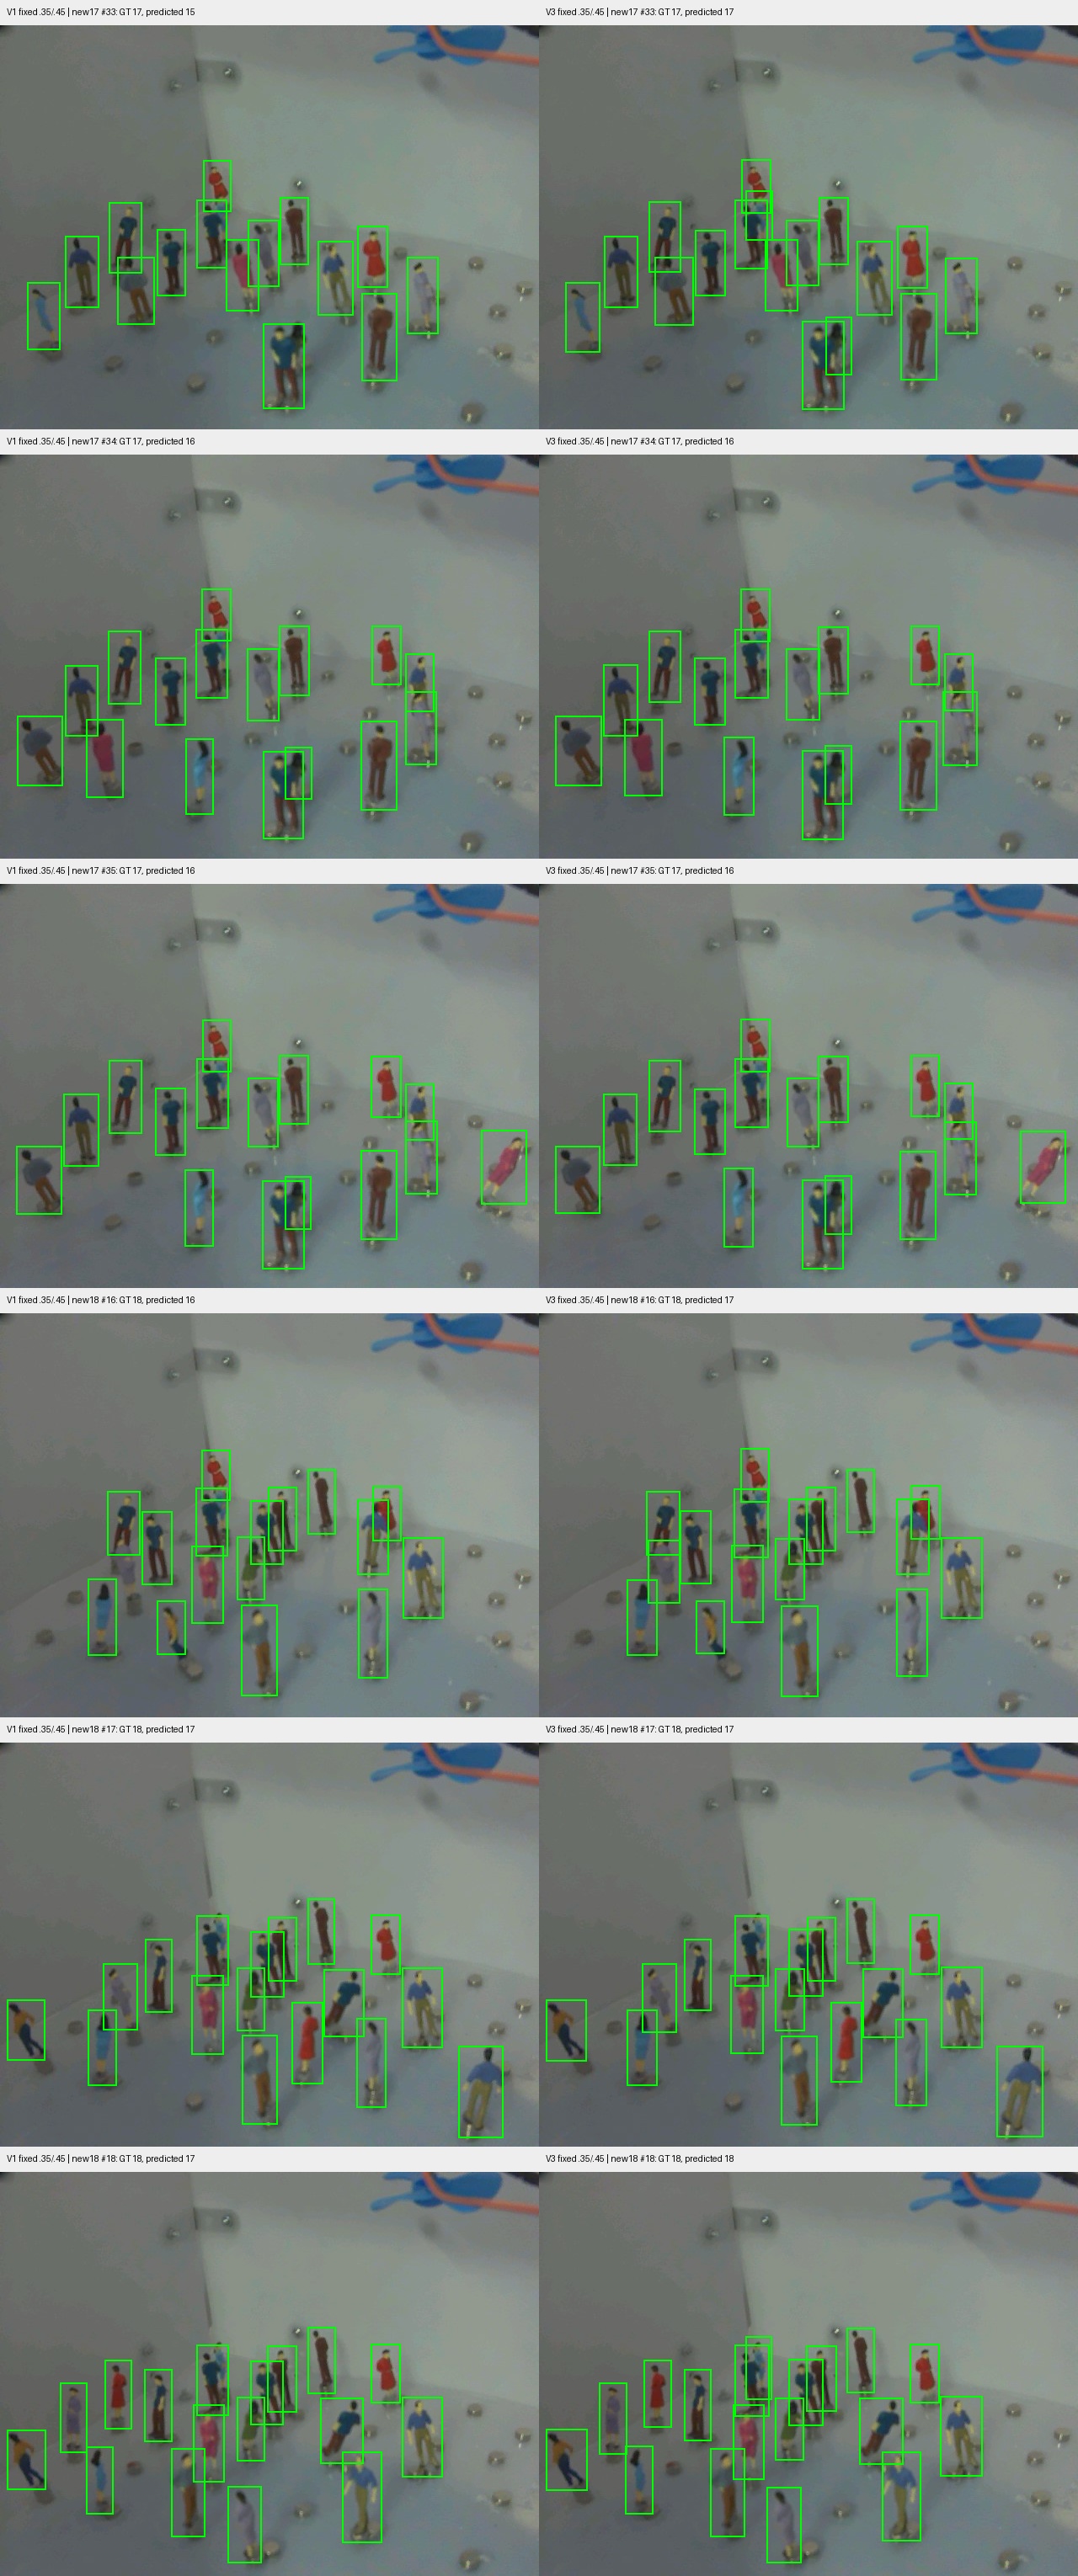 V1 fixed .35/.45 | new17 #33: GT 17, predicted 15
V3 fixed .35/.45 | new17 #33: GT 17, predicted 17
V1 fixed .35/.45 | new17 #34: GT 17, predicted 16
V3 fixed .35/.45 | new17 #34: GT 17, predicted 16
V1 fixed .35/.45 | new17 #35: GT 17, predicted 16
V3 fixed .35/.45 | new17 #35: GT 17, predicted 16
V1 fixed .35/.45 | new18 #16: GT 18, predicted 16
V3 fixed .35/.45 | new18 #16: GT 18, predicted 17
V1 fixed .35/.45 | new18 #17: GT 18, predicted 17
V3 fixed .35/.45 | new18 #17: GT 18, predicted 17
V1 fixed .35/.45 | new18 #18: GT 18, predicted 17
V3 fixed .35/.45 | new18 #18: GT 18, predicted 18